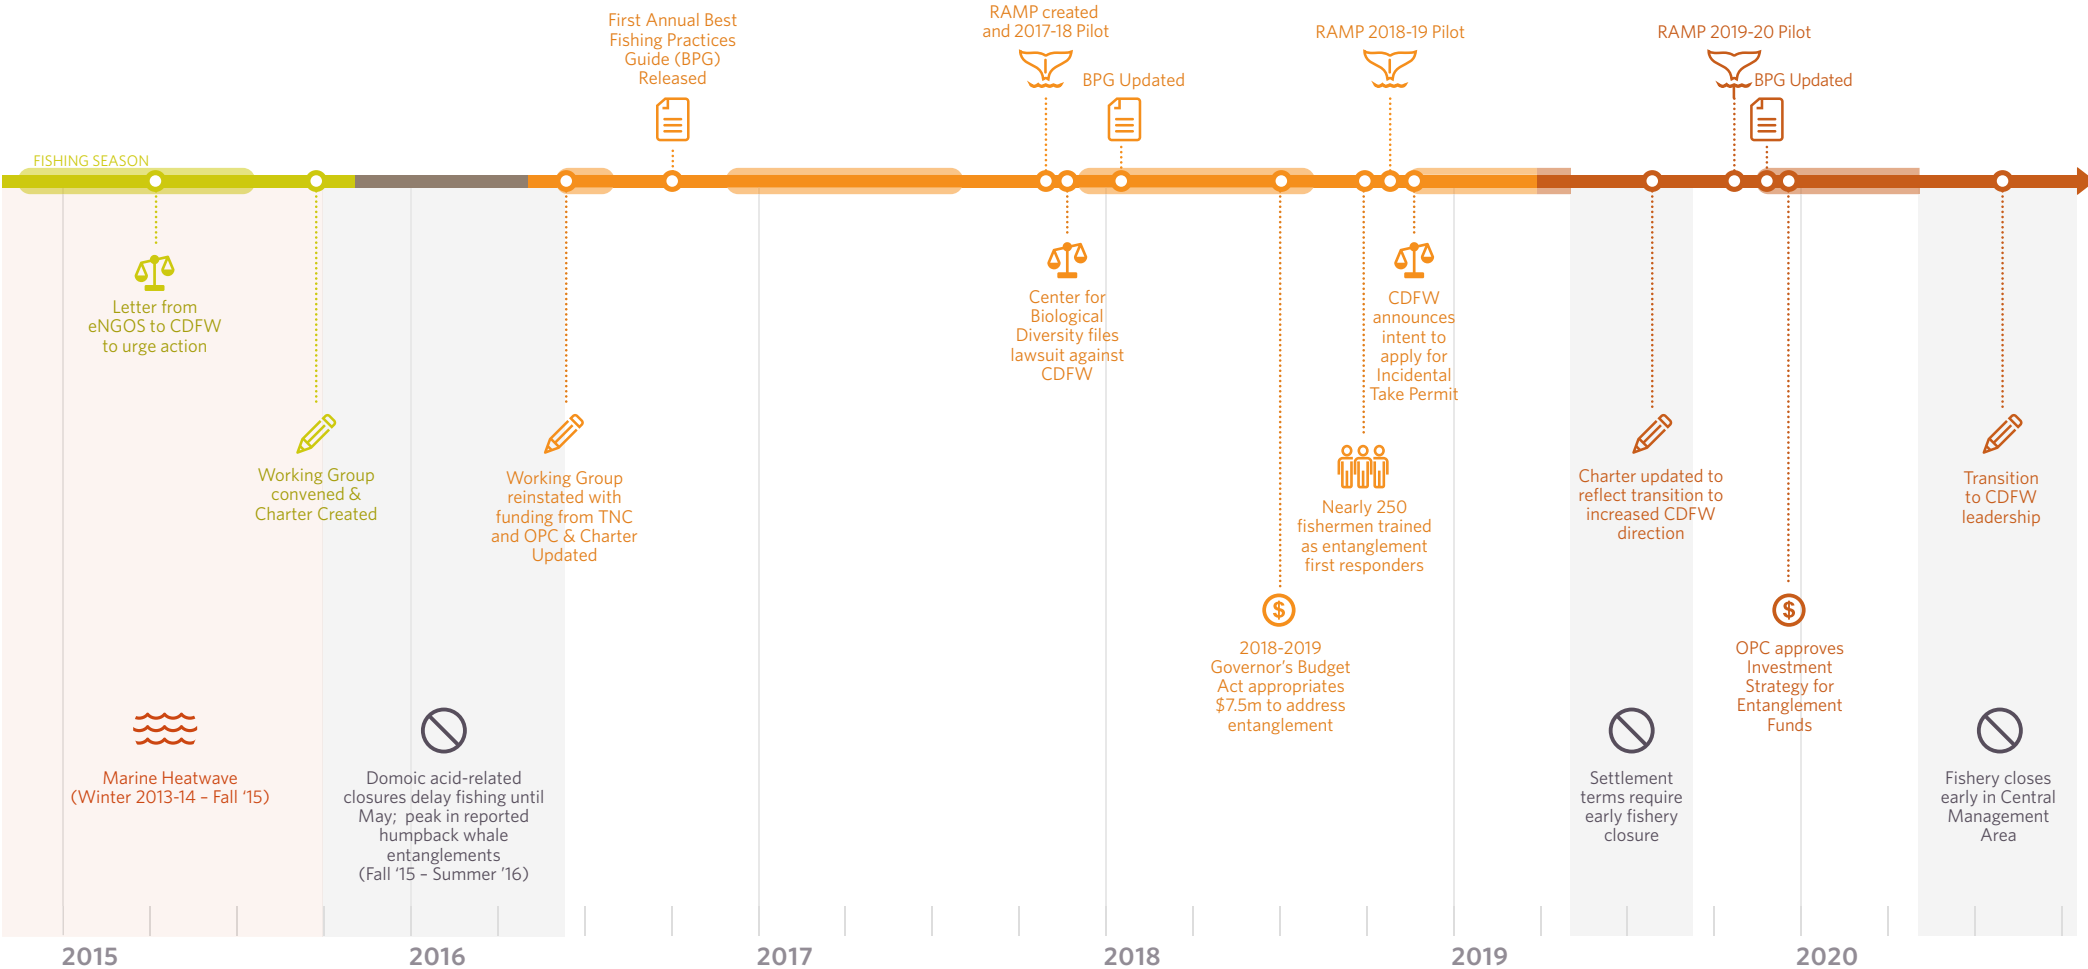 First Annual Best
Fishing Practices
Guide (BPG)
Released
RAMP created
and 2017-18 Pilot
BPG Updated
RAMP 2018-19 Pilot
RAMP 2019-20 Pilot
BPG Updated
FISHING SEASON
Letter from
eNGOS to CDFW
to urge action
Working Group
convened &
Charter Created
Working Group
reinstated with
funding from TNC
and OPC & Charter
Updated
Center for
Biological
Diversity files
lawsuit against
CDFW
CDFW
announces
intent to
apply for
Incidental
Take Permit
Nearly 250
fishermen trained
as entanglement
first responders
$
2018-2019
Governor's Budget
Act appropriates
$7.5m to address
entanglement
Charter updated to
reflect transition to
increased CDFW
direction
$
OPC approves
Investment
Strategy for
Entanglement
Funds
Transition
to CDFW
leadership
Marine Heatwave
(Winter 2013-14 – Fall '15)
Domoic acid-related
closures delay fishing until
May; peak in reported
humpback whale
entanglements
(Fall '15 – Summer '16)
Settlement
terms require
early fishery
closure
Fishery closes
early in Central
Management
Area
2015
2016
2017
2018
2019
2020